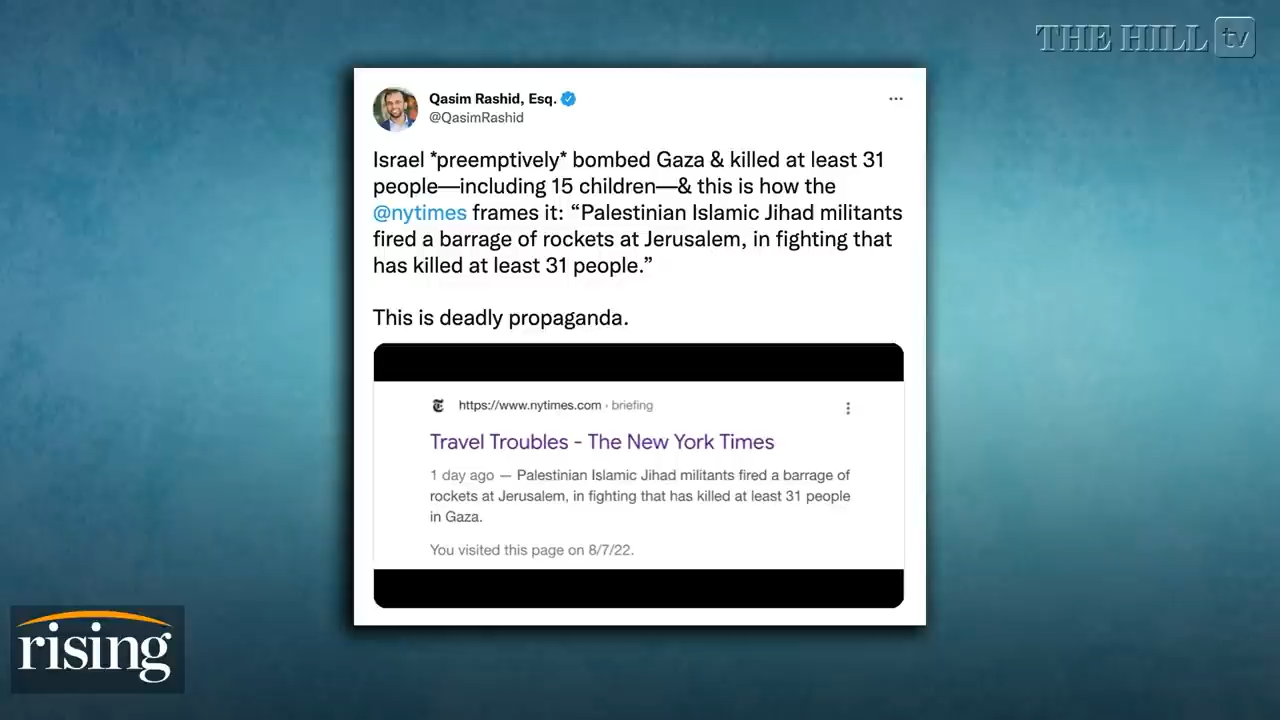 THE HILL tv
Qasim Rashid, Esq.
@QasimRashid
Israel *preemptively* bombed Gaza & killed at least 31
people—including 15 children—& this is how the
@nytimes frames it: “Palestinian Islamic Jihad militants
fired a barrage of rockets at Jerusalem, in fighting that
has killed at least 31 people.”
This is deadly propaganda.
https://www.nytimes.com · briefing
Travel Troubles - The New York Times
1 day ago — Palestinian Islamic Jihad militants fired a barrage of
rockets at Jerusalem, in fighting that has killed at least 31 people
in Gaza.
You visited this page on 8/7/22.
rising